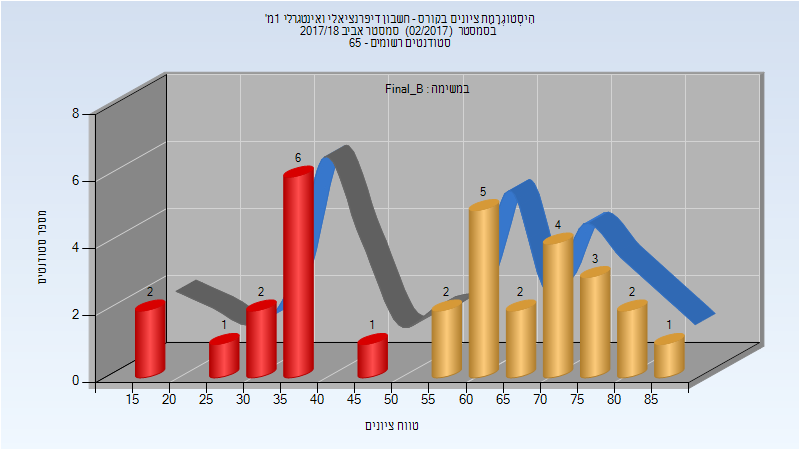 היסטוגרמת ציונים בקורס - חשבון דיפרנציאלי ואינטגרלי 1מ'
בסמסטר (02/2017) סמסטר אביב 2017/18
סטודנטים רשומים - 65
במשימה : Final_B
מספר סטודנטים
8
6
4
2
0
2
1
2
6
1
2
5
2
4
3
2
1
15 20 25 30 35 40 45 50 55 60 65 70 75 80 85
טווח ציונים